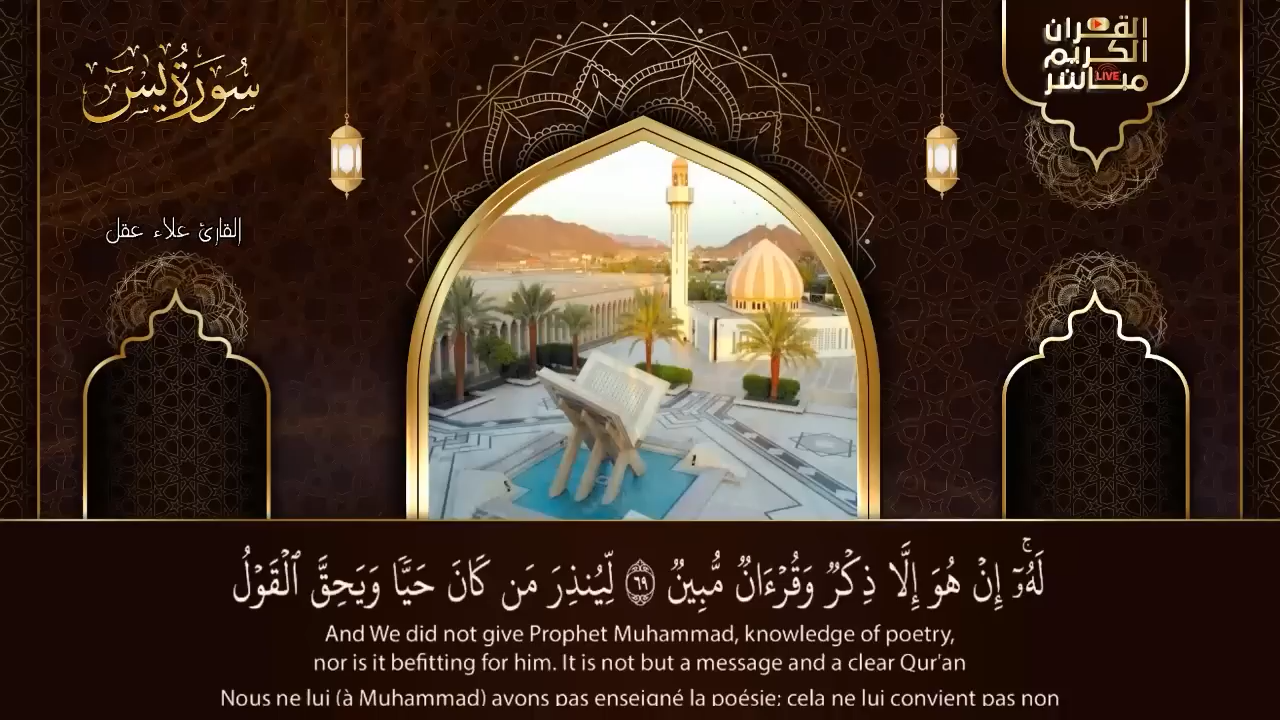 سُورَةُ يسٓ
القرآن
الكريم
مباشر
LIVE
القارئ علاء عقل
لَهُۥٓۚ إِنۡ هُوَ إِلَّا ذِكۡرٞ وَقُرۡءَانٞ مُّبِينٞ ٦٩ لِّيُنذِرَ مَن كَانَ حَيّٗا وَيَحِقَّ ٱلۡقَوۡلُ
And We did not give Prophet Muhammad, knowledge of poetry,
nor is it befitting for him. It is not but a message and a clear Qur'an
Nous ne lui (à Muhammad) avons pas enseigné la poésie; cela ne lui convient pas non